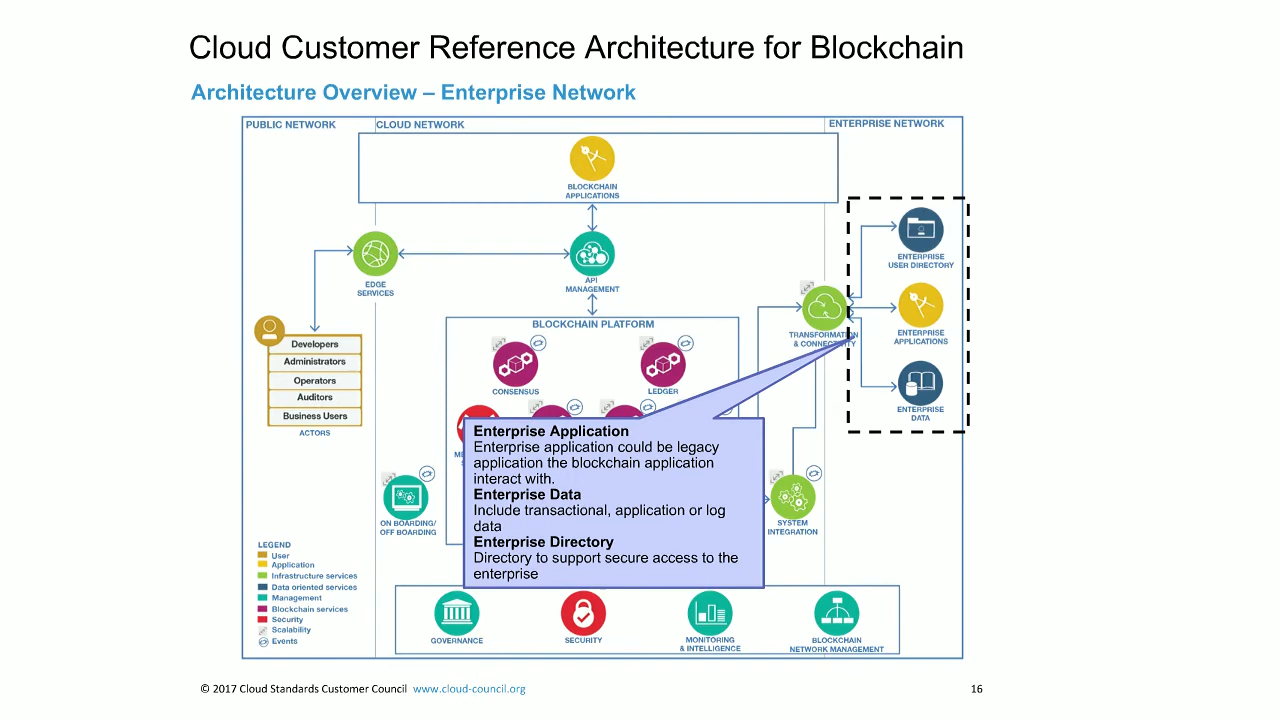 Cloud Customer Reference Architecture for Blockchain
Architecture Overview – Enterprise Network
PUBLIC NETWORK
CLOUD NETWORK
ENTERPRISE NETWORK
BLOCKCHAIN
APPLICATIONS
EDGE
SERVICES
API
MANAGEMENT
ENTERPRISE
USER DIRECTORY
TRANSFORMATION
& CONNECTIVITY
ENTERPRISE
APPLICATIONS
ENTERPRISE
DATA
Developers
Administrators
Operators
Auditors
Business Users
ACTORS
BLOCKCHAIN PLATFORM
CONSENSUS
LEDGER
Enterprise Application
Enterprise application could be legacy
application the blockchain application
interact with.
Enterprise Data
Include transactional, application or log
data
Enterprise Directory
Directory to support secure access to the
enterprise
ON BOARDING/
OFF BOARDING
SYSTEM
INTEGRATION
LEGEND
User
Application
Infrastructure services
Data oriented services
Management
Blockchain services
Security
Scalability
Events
GOVERNANCE
SECURITY
MONITORING
& INTELLIGENCE
BLOCKCHAIN
NETWORK MANAGEMENT
© 2017 Cloud Standards Customer Council www.cloud-council.org
16